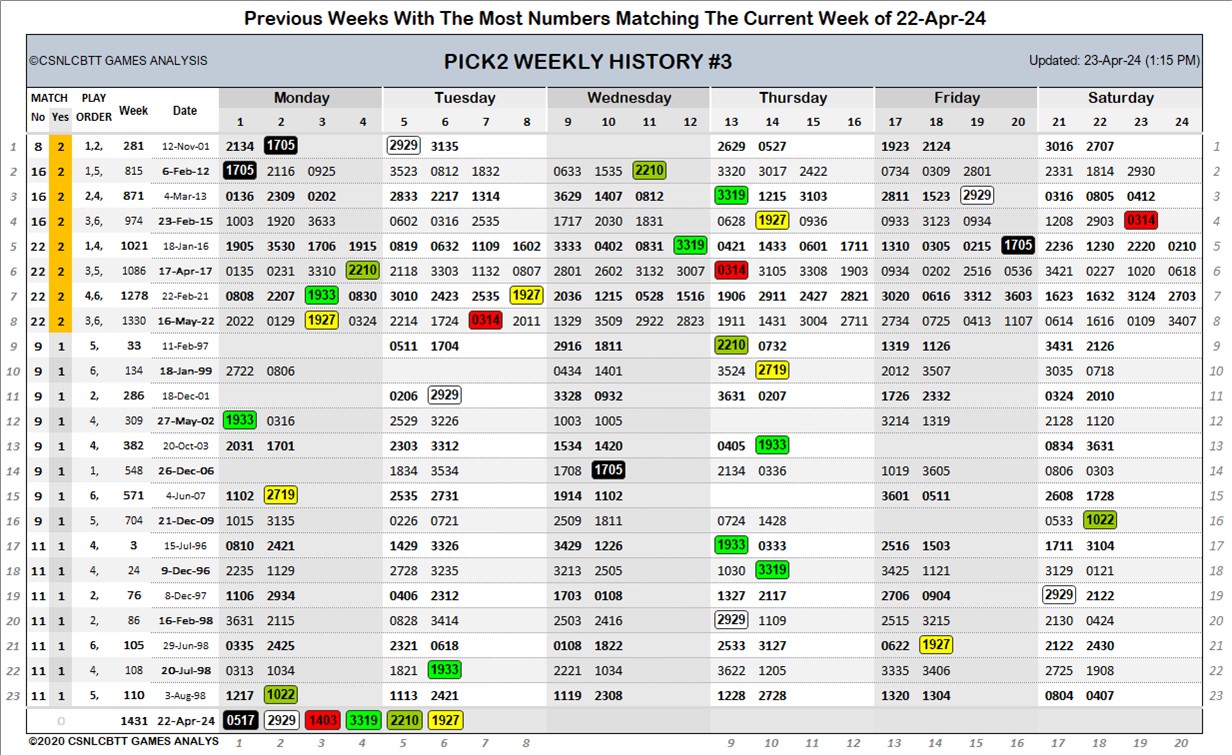 Previous Weeks With The Most Numbers Matching The Current Week of 22-Apr-24
©CSNLCBTT GAMES ANALYSIS PICK2 WEEKLY HISTORY #3 Updated: 23-Apr-24 (1:15 PM)
MATCH PLAY Week Date Monday Tuesday Wednesday Thursday Friday Saturday
No Yes ORDER 1 2 3 4 5 6 7 8 9 10 11 12 13 14 15 16 17 18 19 20 21 22 23 24
1 8 2 1,2, 281 12-Nov-01 2134 1705 2929 3135 2629 0527 1923 2124 3016 2707 1
2 16 2 1,5, 815 6-Feb-12 1705 2116 0925 3523 0812 1832 0633 1535 2210 3320 3017 2422 0734 0309 2801 2331 1814 2930 2
3 16 2 2,4, 871 4-Mar-13 0136 2309 0202 2833 2217 1314 3629 1407 0812 3319 1215 3103 2811 1523 2929 0316 0805 0412 3
4 16 2 3,6, 974 23-Feb-15 1003 1920 3633 0602 0316 2535 1717 2030 1831 0628 1927 0936 0933 3123 0934 1208 2903 0314 4
5 22 2 1,4, 1021 18-Jan-16 1905 3530 1706 1915 0819 0632 1109 1602 3333 0402 0831 3319 0421 1433 0601 1711 1310 0305 0215 1705 2236 1230 2220 0210 5
6 22 2 3,5, 1086 17-Apr-17 0135 0231 3310 2210 2118 3303 1132 0807 2801 2602 3132 3007 0314 3105 3308 1903 0934 0202 2516 0536 3421 0227 1020 0618 6
7 22 2 4,6, 1278 22-Feb-21 0808 2207 1933 0830 3010 2423 2535 1927 2036 1215 0528 1516 1906 2911 2427 2821 3020 0616 3312 3603 1623 1632 3124 2703 7
8 22 2 3,6, 1330 16-May-22 2022 0129 1927 0324 2214 1724 0314 2011 1329 3509 2922 2823 1911 1431 3004 2711 2734 0725 0413 1107 0614 1616 0109 3407 8
9 9 1 5, 33 11-Feb-97 0511 1704 2916 1811 2210 0732 1319 1126 3431 2126 9
10 9 1 6, 134 18-Jan-99 2722 0806 0434 1401 3524 2719 2012 3507 3035 0718 10
11 9 1 2, 286 18-Dec-01 0206 2929 3328 0932 3631 0207 1726 2332 0324 2010 11
12 9 1 4, 309 27-May-02 1933 0316 2529 3226 1003 1005 3214 1319 2128 1120 12
13 9 1 4, 382 20-Oct-03 2031 1701 2303 3312 1534 1420 0405 1933 0834 3631 13
14 9 1 1, 548 26-Dec-06 1834 3534 1708 1705 2134 0336 1019 3605 0806 0303 14
15 9 1 6, 571 4-Jun-07 1102 2719 2535 2731 1914 1102 3601 0511 2608 1728 15
16 9 1 5, 704 21-Dec-09 1015 3135 0226 0721 2509 1811 0724 1428 0533 1022 16
17 11 1 4, 3 15-Jul-96 0810 2421 1429 3326 3429 1226 1933 0333 2516 1503 1711 3104 17
18 11 1 4, 24 9-Dec-96 2235 1129 2728 3235 3213 2505 1030 3319 3425 1121 3129 0121 18
19 11 1 2, 76 8-Dec-97 1106 2934 0406 2312 1703 0108 1327 2117 2706 0904 2929 2122 19
20 11 1 2, 86 16-Feb-98 3631 2115 0828 3414 2503 2416 2929 1109 2515 3215 2130 0424 20
21 11 1 6, 105 29-Jun-98 0335 2425 2321 0618 0108 1822 2533 3127 0622 1927 2122 2430 21
22 11 1 4, 108 20-Jul-98 0313 1034 1821 1933 2221 1034 3622 1205 3335 3406 2725 1908 22
23 11 1 5, 110 3-Aug-98 1217 1022 1113 2421 1119 2308 1228 2728 1320 1304 0804 0407 23
0 1431 22-Apr-24 0517 2929 1403 3319 2210 1927
©2020 CSNLCBTT GAMES ANALYS 1 2 3 4 5 6 7 8 9 10 11 12 13 14 15 16 17 18 19 20